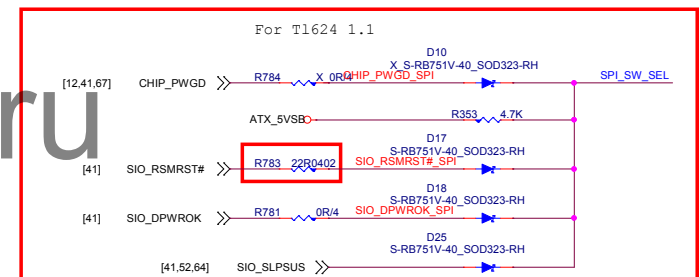 For Tl624 1.1
D10
X_S-RB751V-40_SOD323-RH
[12,41,67] CHIP_PWGD R784 X_0R/4 CHIP_PWGD_SPI SPI_SW_SEL
ATX_5VSB R353 4.7K
ru
D17
S-RB751V-40_SOD323-RH
[41] SIO_RSMRST# R783 22R0402 SIO_RSMRST#_SPI
D18
S-RB751V-40_SOD323-RH
[41] SIO_DPWROK R781 0R/4 SIO_DPWROK_SPI
D25
S-RB751V-40_SOD323-RH
[41,52,64] SIO_SLPSUS